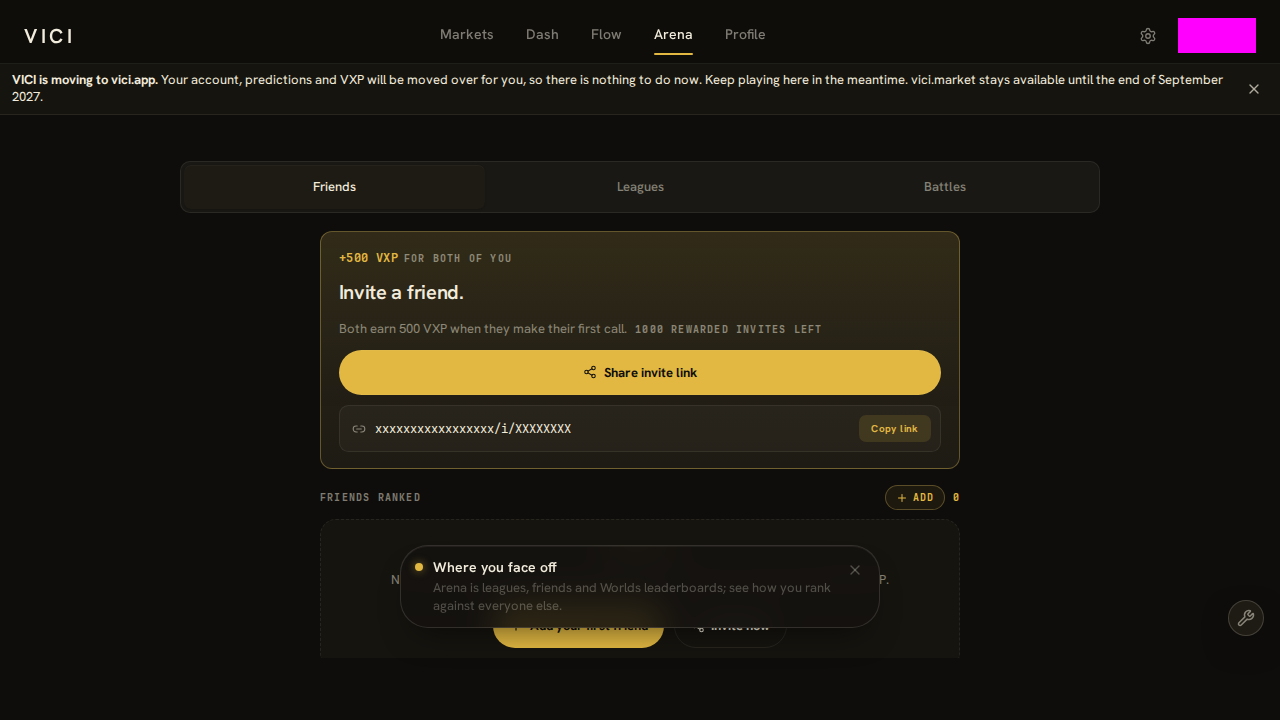 VICI
Markets
Dash
Flow
Arena
Profile
VICI is moving to vici.app. Your account, predictions and VXP will be moved over for you, so there is nothing to do now. Keep playing here in the meantime. vici.market stays available until the end of September
2027.
Friends
Leagues
Battles
+500 VXP FOR BOTH OF YOU
Invite a friend.
Both earn 500 VXP when they make their first call. 1000 REWARDED INVITES LEFT
Share invite link
xxxxxxxxxxxxxxxxx/i/XXXXXXXX
Copy link
FRIENDS RANKED
+ ADD
0
Where you face off
Arena is leagues, friends and Worlds leaderboards; see how you rank
against everyone else.